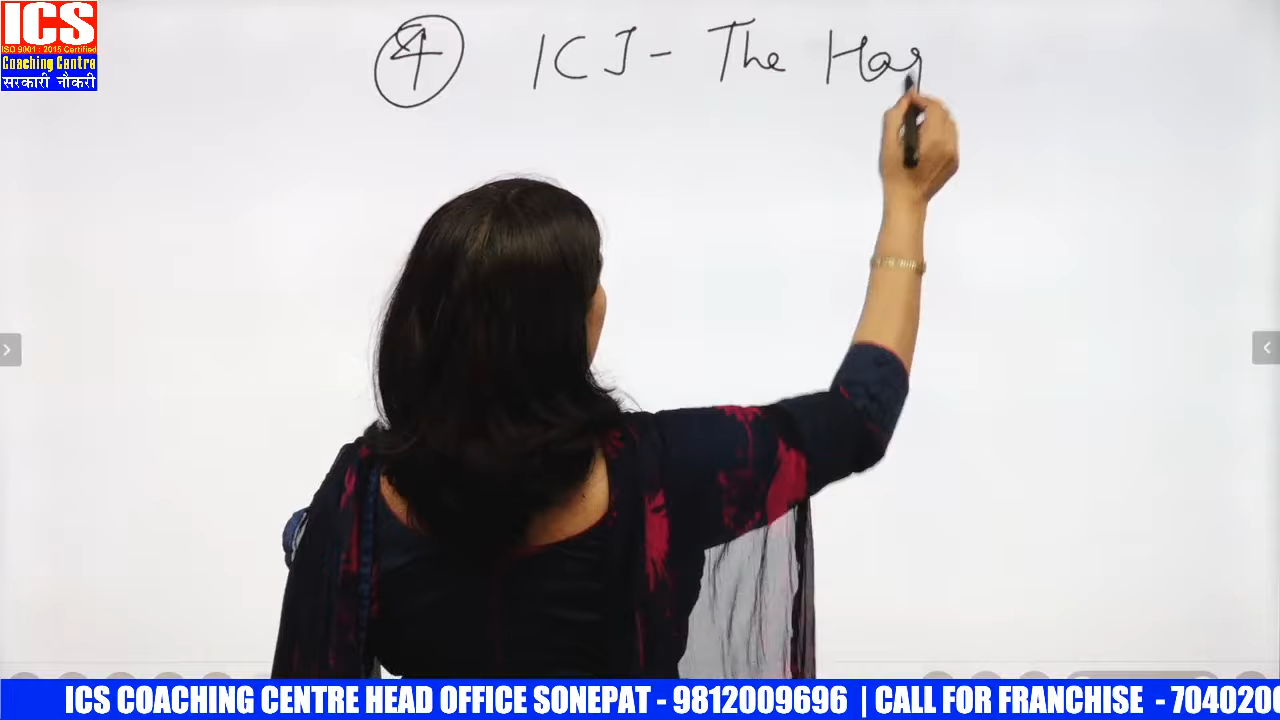 ICS
ISO 9001 : 2015 Certified
Coaching Centre
सरकारी नौकरी
4 ICJ - The Hag
ICS COACHING CENTRE HEAD OFFICE SONEPAT - 9812009696 | CALL FOR FRANCHISE - 7040200